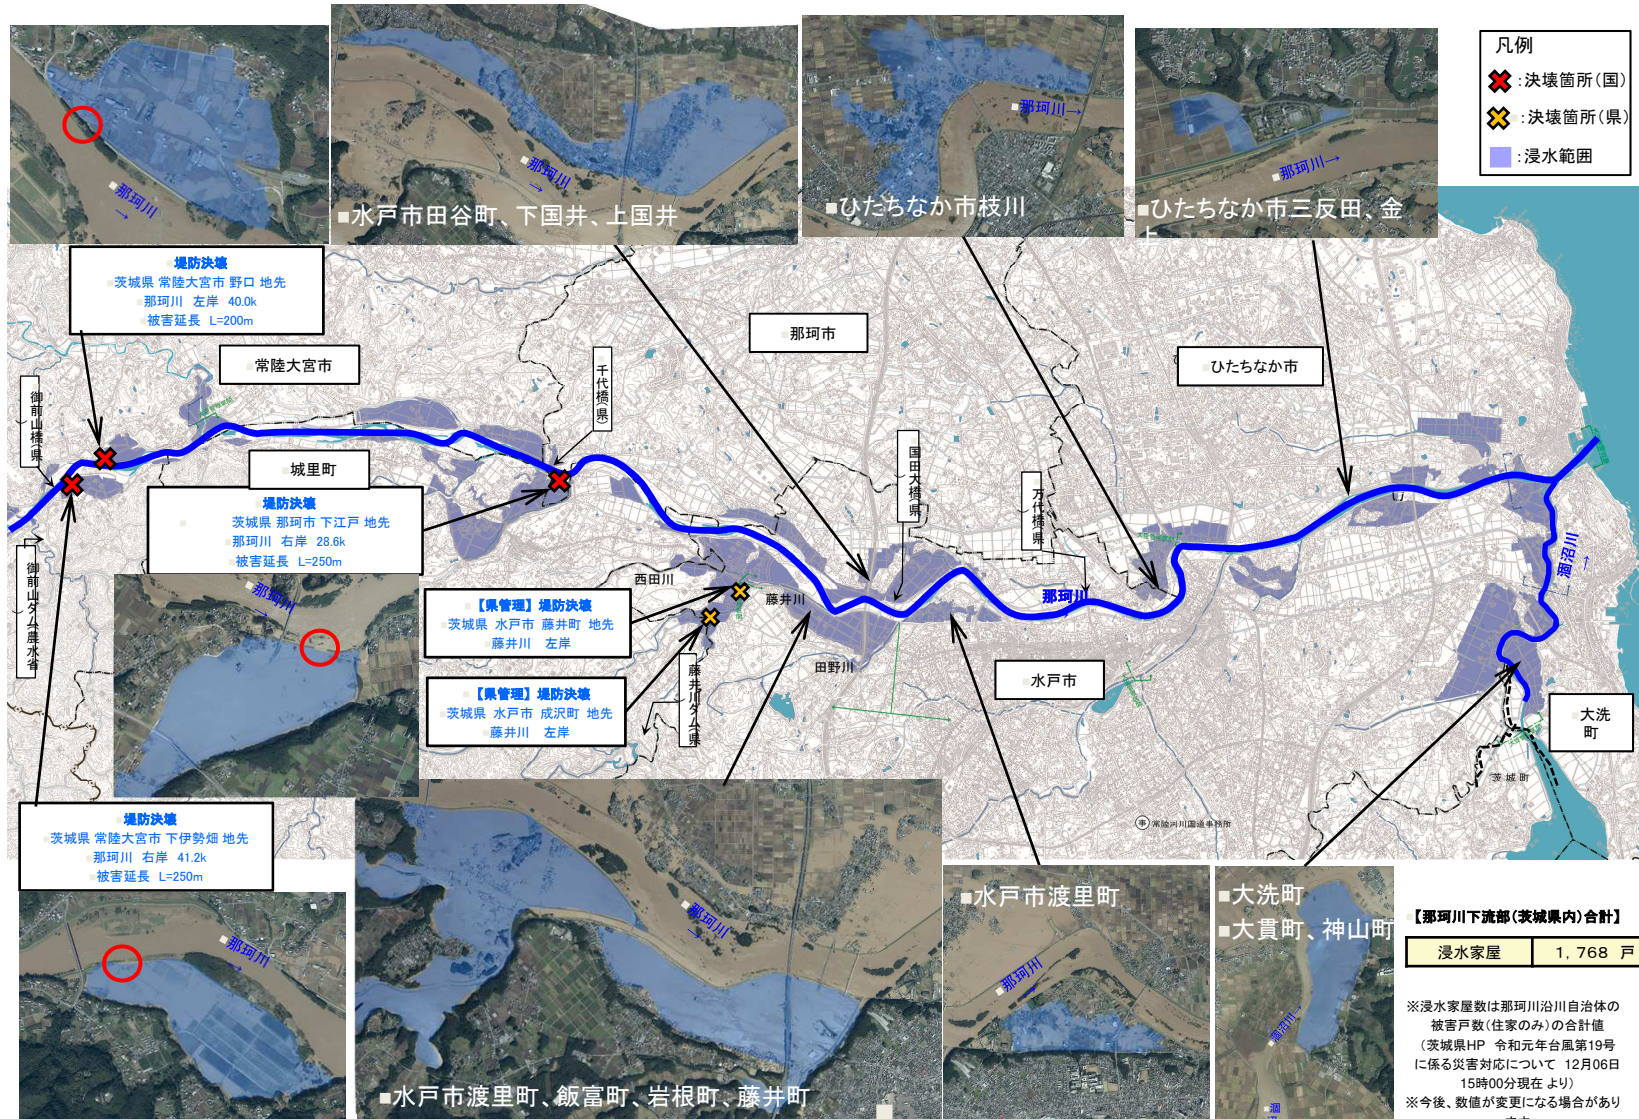 凡例
:決壊箇所(国)
:決壊箇所(県)
:浸水範囲
那珂川
→
■水戸市田谷町、下国井、上国井
那珂川
→
■ひたちなか市枝川
那珂川→
■ひたちなか市三反田、金
上
那珂川→
堤防決壊
茨城県 常陸大宮市 野口 地先
那珂川 左岸 40.0k
被害延長 L=200m
常陸大宮市
那珂市
ひたちなか市
御前山橋(県)
千代橋(県)
国田大橋(県)
万代橋(県)
城里町
堤防決壊
茨城県 那珂市 下江戸 地先
那珂川 右岸 28.6k
被害延長 L=250m
御前山ダム(農水省)
西田川
藤井川
田野川
那珂川
涸沼川
→
【県管理】堤防決壊
茨城県 水戸市 藤井町 地先
藤井川 左岸
【県管理】堤防決壊
茨城県 水戸市 成沢町 地先
藤井川 左岸
藤井川ダム(県)
水戸市
大洗
町
茨城町
事 常陸河川国道事務所
那珂川
→
堤防決壊
茨城県 常陸大宮市 下伊勢畑 地先
那珂川 右岸 41.2k
被害延長 L=250m
那珂川
→
那珂川
→
■水戸市渡里町、飯富町、岩根町、藤井町
■水戸市渡里町
那珂川
→
■大洗町
■大貫町、神山町
涸沼川→
涸
【那珂川下流部(茨城県内)合計】
浸水家屋 1,768 戸
※浸水家屋数は那珂川沿川自治体の
被害戸数(住家のみ)の合計値
(茨城県HP 令和元年台風第19号
に係る災害対応について 12月06日
15時00分現在 より)
※今後、数値が変更になる場合があり
ます